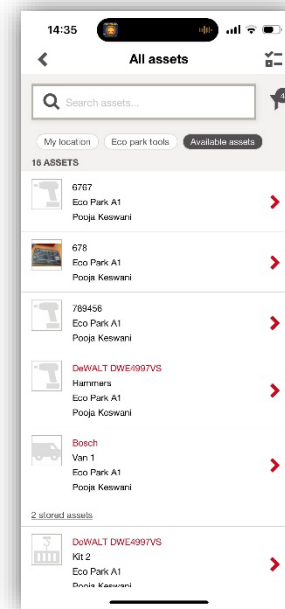 14:35
All assets
Search assets...
4
My location
Eco park tools
Available assets
16 ASSETS
6767
Eco Park A1
Pooja Keswani
678
Eco Park A1
Pooja Keswani
789456
Eco Park A1
Pooja Keswani
DeWALT DWE4997VS
Hammers
Eco Park A1
Pooja Keswani
Bosch
Van 1
Eco Park A1
Pooja Keswani
2 stored assets
DeWALT DWE4997VS
Kit 2
Eco Park A1
Pooja Keswani